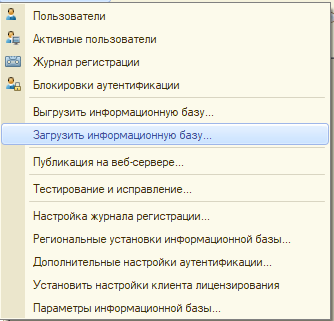 Пользователи
Активные пользователи
Журнал регистрации
Блокировки аутентификации
Выгрузить информационную базу...
Загрузить информационную базу...
Публикация на веб-сервере...
Тестирование и исправление...
Настройка журнала регистрации...
Региональные установки информационной базы...
Дополнительные настройки аутентификации...
Установить настройки клиента лицензирования
Параметры информационной базы...